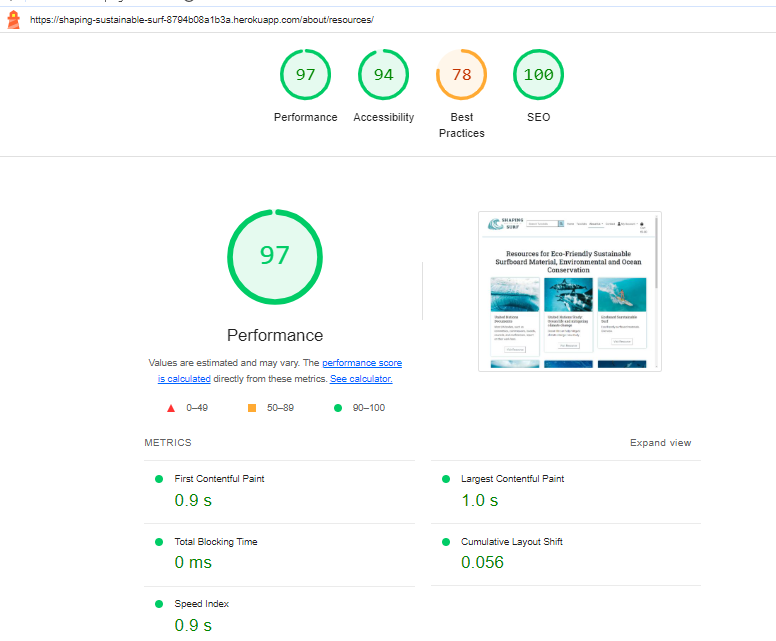 https://shaping-sustainable-surf-8794b08a1b3a.herokuapp.com/about/resources/
97
94
78
100
Performance
Accessibility
Best
Practices
SEO
97
Performance
Values are estimated and may vary. The performance score
is calculated directly from these metrics. See calculator.
0–49
50–89
90–100
SHAPING
SURF
Resources for Eco-Friendly Sustainable
Surfboard Material, Environmental and Ocean
Conservation
METRICS
Expand view
First Contentful Paint
0.9 s
Largest Contentful Paint
1.0 s
Total Blocking Time
0 ms
Cumulative Layout Shift
0.056
Speed Index
0.9 s